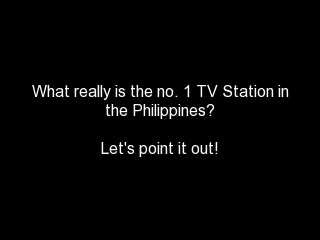 What really is the no. 1 TV Station in
the Philippines?
Let's point it out!